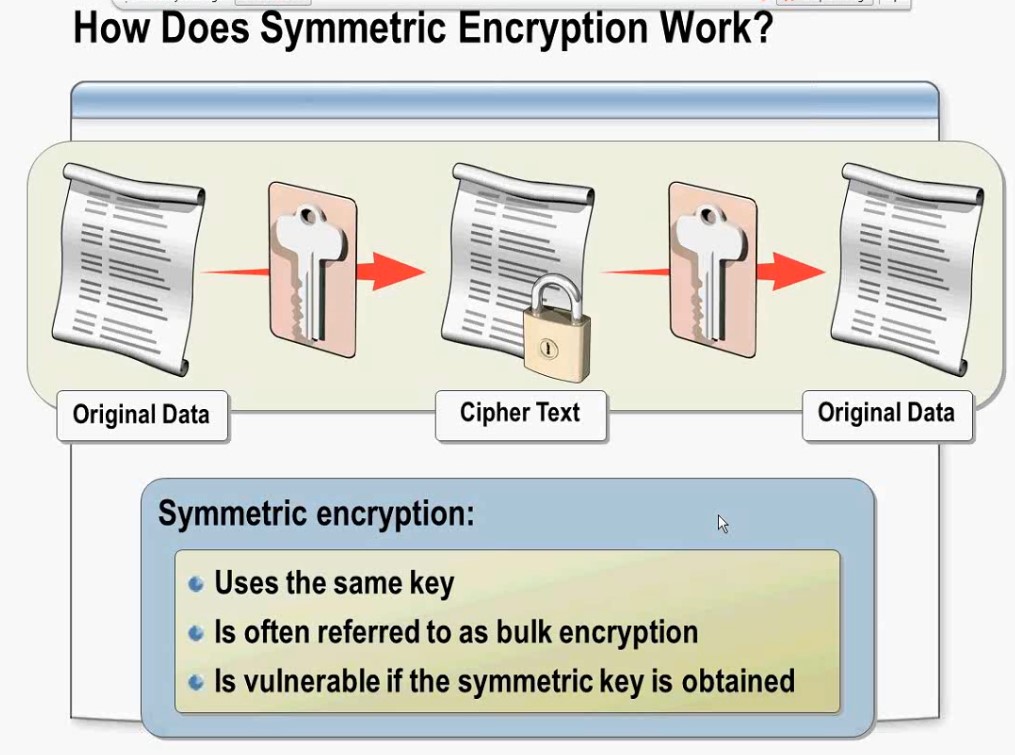 How Does Symmetric Encryption Work?
Original Data
Cipher Text
Original Data
Symmetric encryption:
Uses the same key
Is often referred to as bulk encryption
Is vulnerable if the symmetric key is obtained